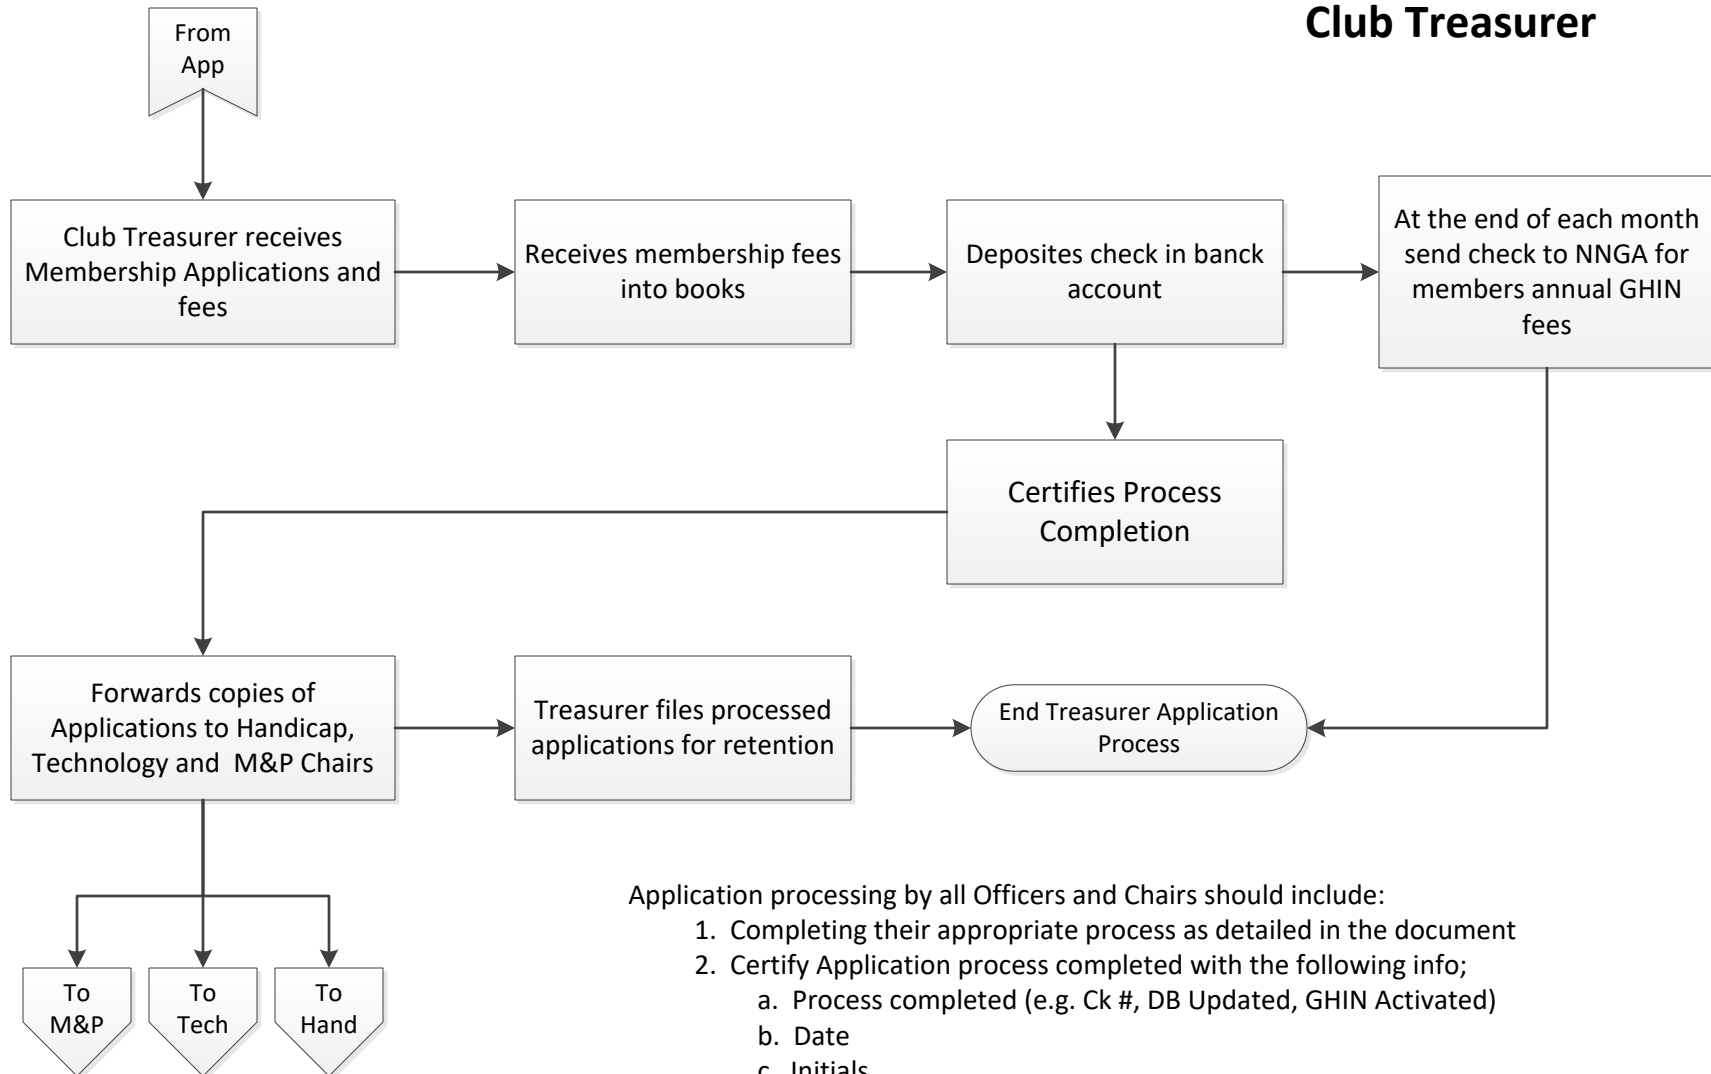 Club Treasurer
From
App
Club Treasurer receives
Membership Applications and
fees
Receives membership fees
into books
Deposites check in banck
account
At the end of each month
send check to NNGA for
members annual GHIN
fees
Certifies Process
Completion
Forwards copies of
Applications to Handicap,
Technology and M&P Chairs
Treasurer files processed
applications for retention
End Treasurer Application
Process
To
M&P
To
Tech
To
Hand
Application processing by all Officers and Chairs should include:
1. Completing their appropriate process as detailed in the document
2. Certify Application process completed with the following info;
a. Process completed (e.g. Ck #, DB Updated, GHIN Activated)
b. Date
c. Initials